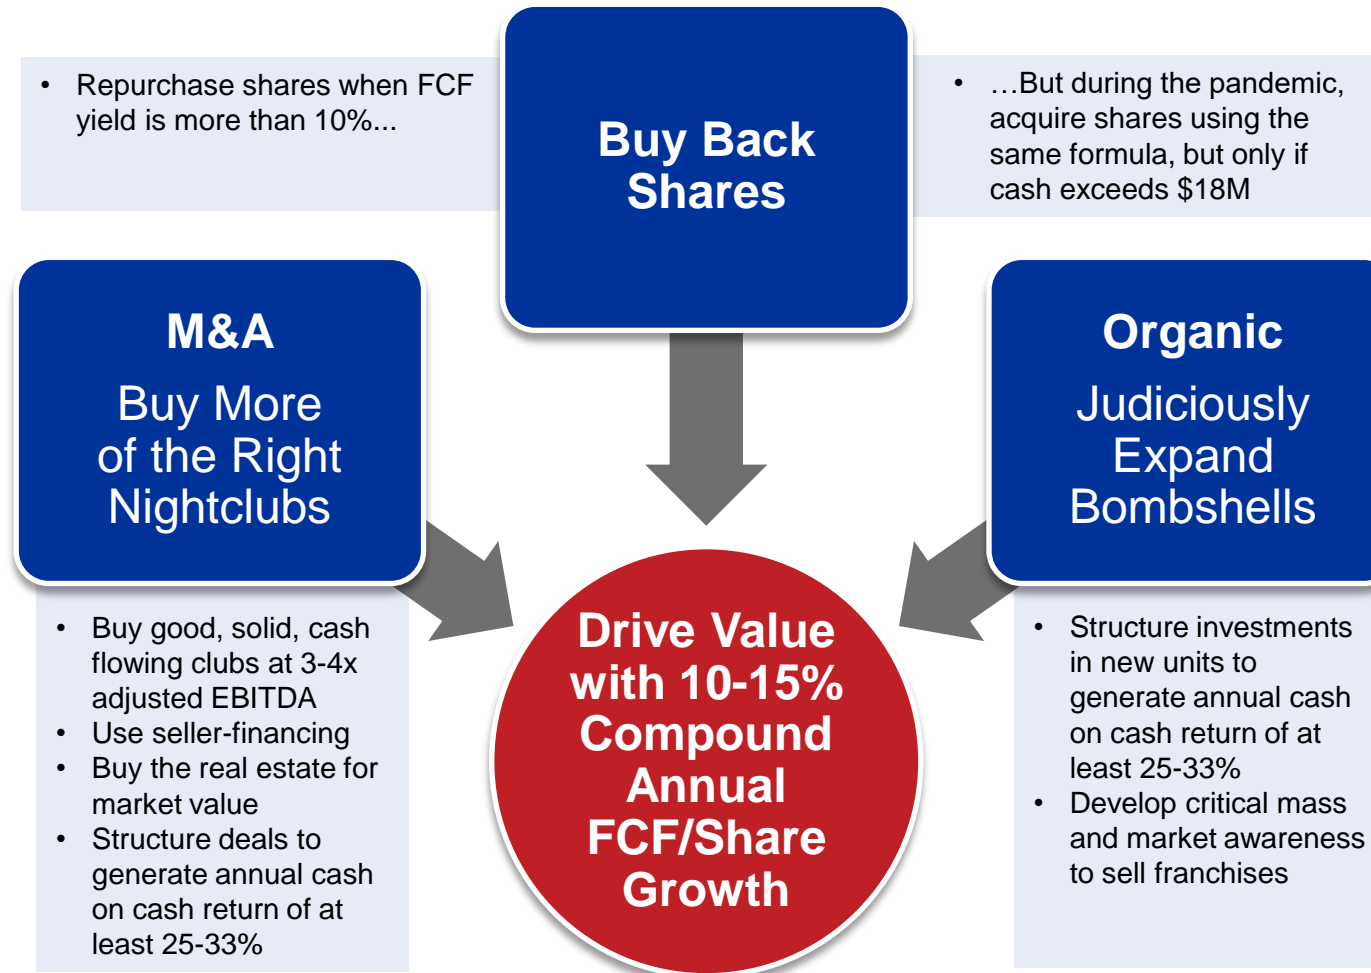 • Repurchase shares when FCF
yield is more than 10%...
Buy Back
Shares
• …But during the pandemic,
acquire shares using the
same formula, but only if
cash exceeds $18M
M&A
Buy More
of the Right
Nightclubs
Organic
Judiciously
Expand
Bombshells
• Buy good, solid, cash
flowing clubs at 3-4x
adjusted EBITDA
• Use seller-financing
• Buy the real estate for
market value
• Structure deals to
generate annual cash
on cash return of at
least 25-33%
Drive Value
with 10-15%
Compound
Annual
FCF/Share
Growth
• Structure investments
in new units to
generate annual cash
on cash return of at
least 25-33%
• Develop critical mass
and market awareness
to sell franchises